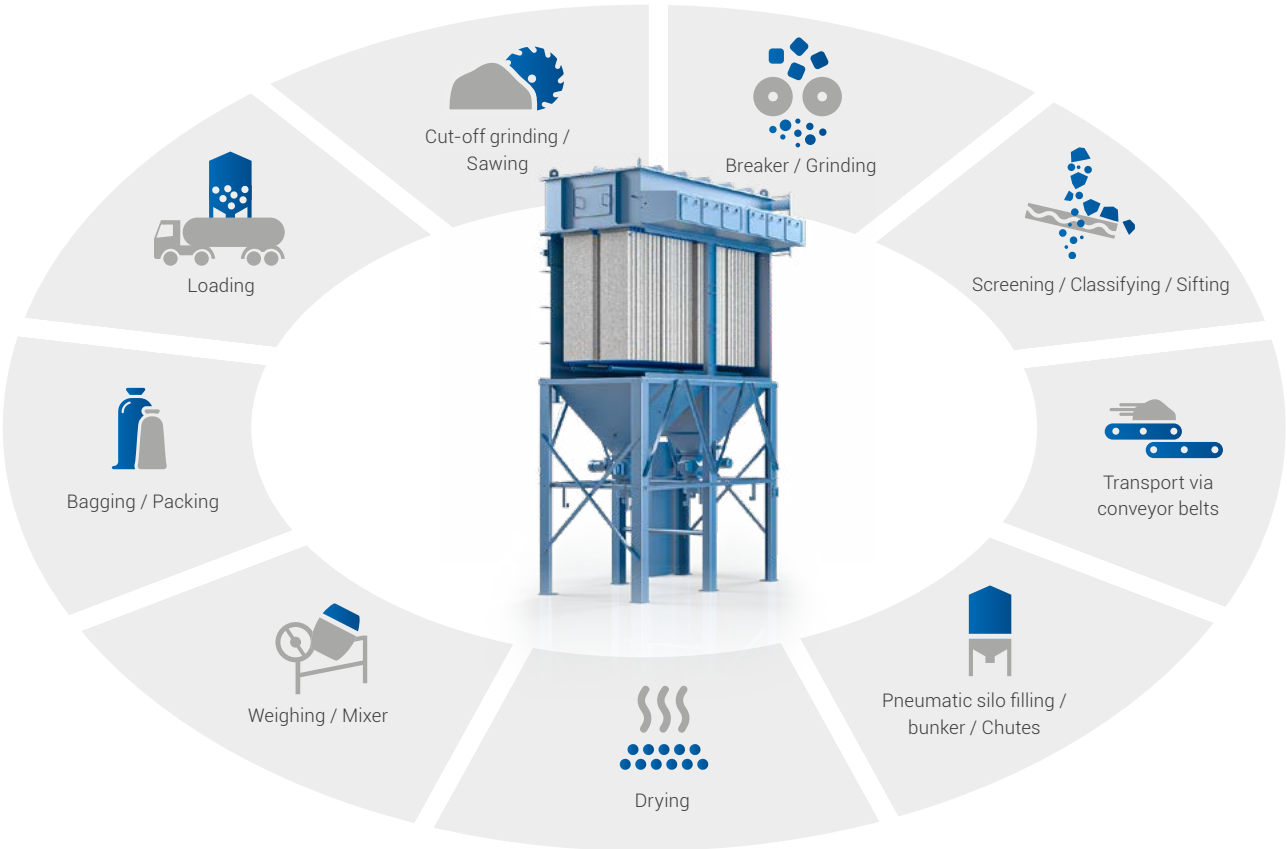 Cut-off grinding /
Sawing
Breaker / Grinding
Screening / Classifying / Sifting
Transport via
conveyor belts
Pneumatic silo filling /
bunker / Chutes
Drying
Weighing / Mixer
Bagging / Packing
Loading